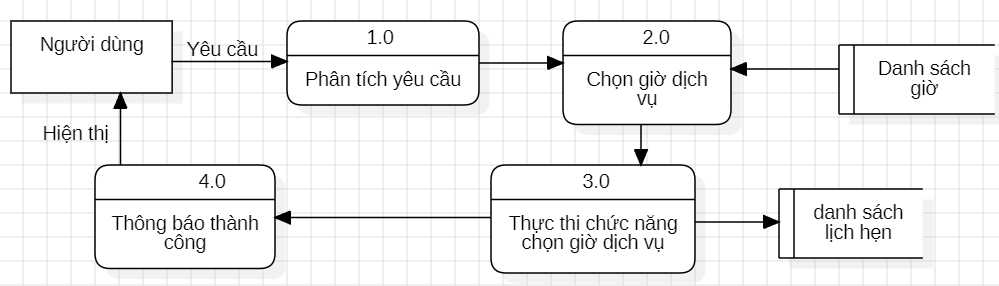 Người dùng
Yêu cầu
1.0
Phân tích yêu cầu
2.0
Chọn giờ dịch
vụ
Danh sách
giờ
Hiện thị
4.0
Thông báo thành
công
3.0
Thực thi chức năng
chọn giờ dịch vụ
danh sách
lịch hẹn